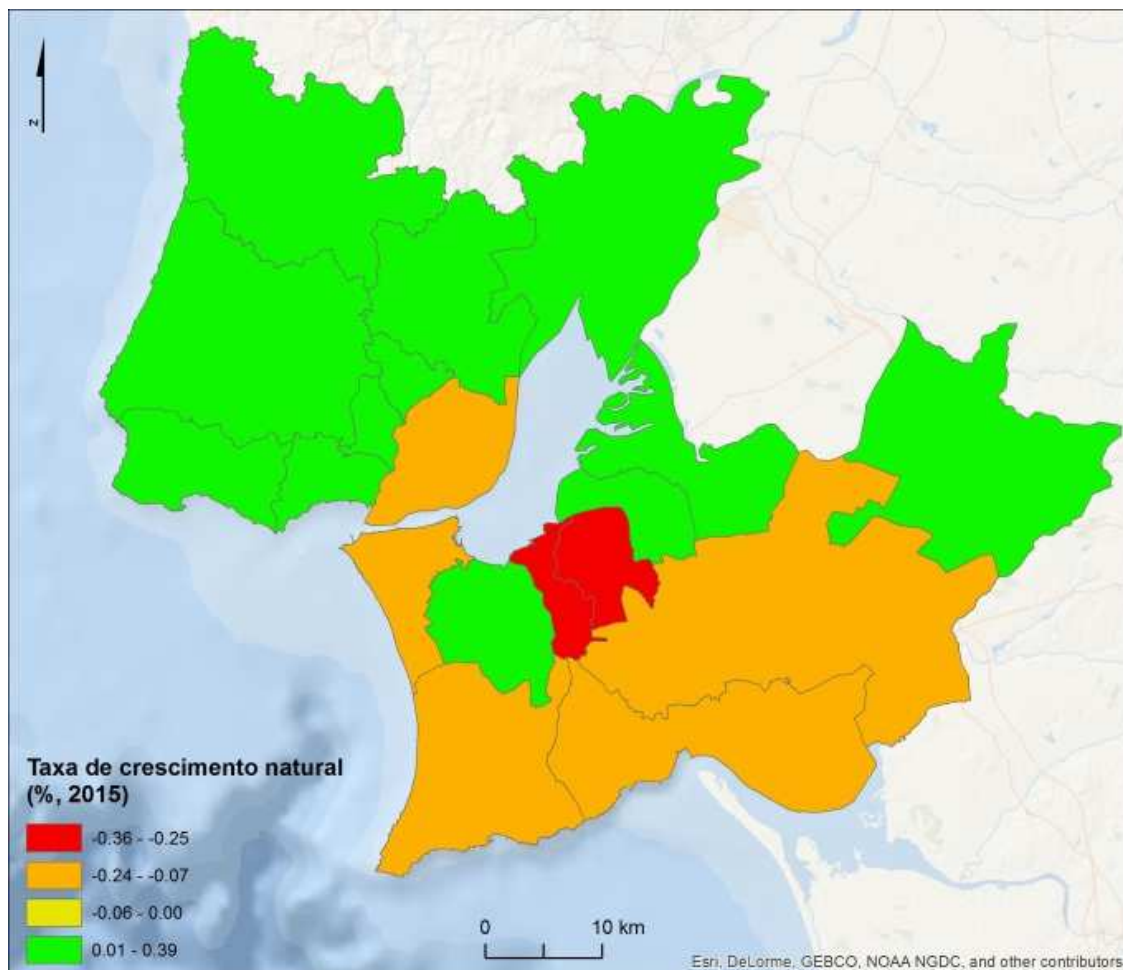 z
Taxa de crescimento natural
(%, 2015)
-0.36 - -0.25
-0.24 - -0.07
-0.06 - 0.00
0.01 - 0.39
0 10 km
Esri, DeLorme, GEBCO, NOAA NGDC, and other contributors